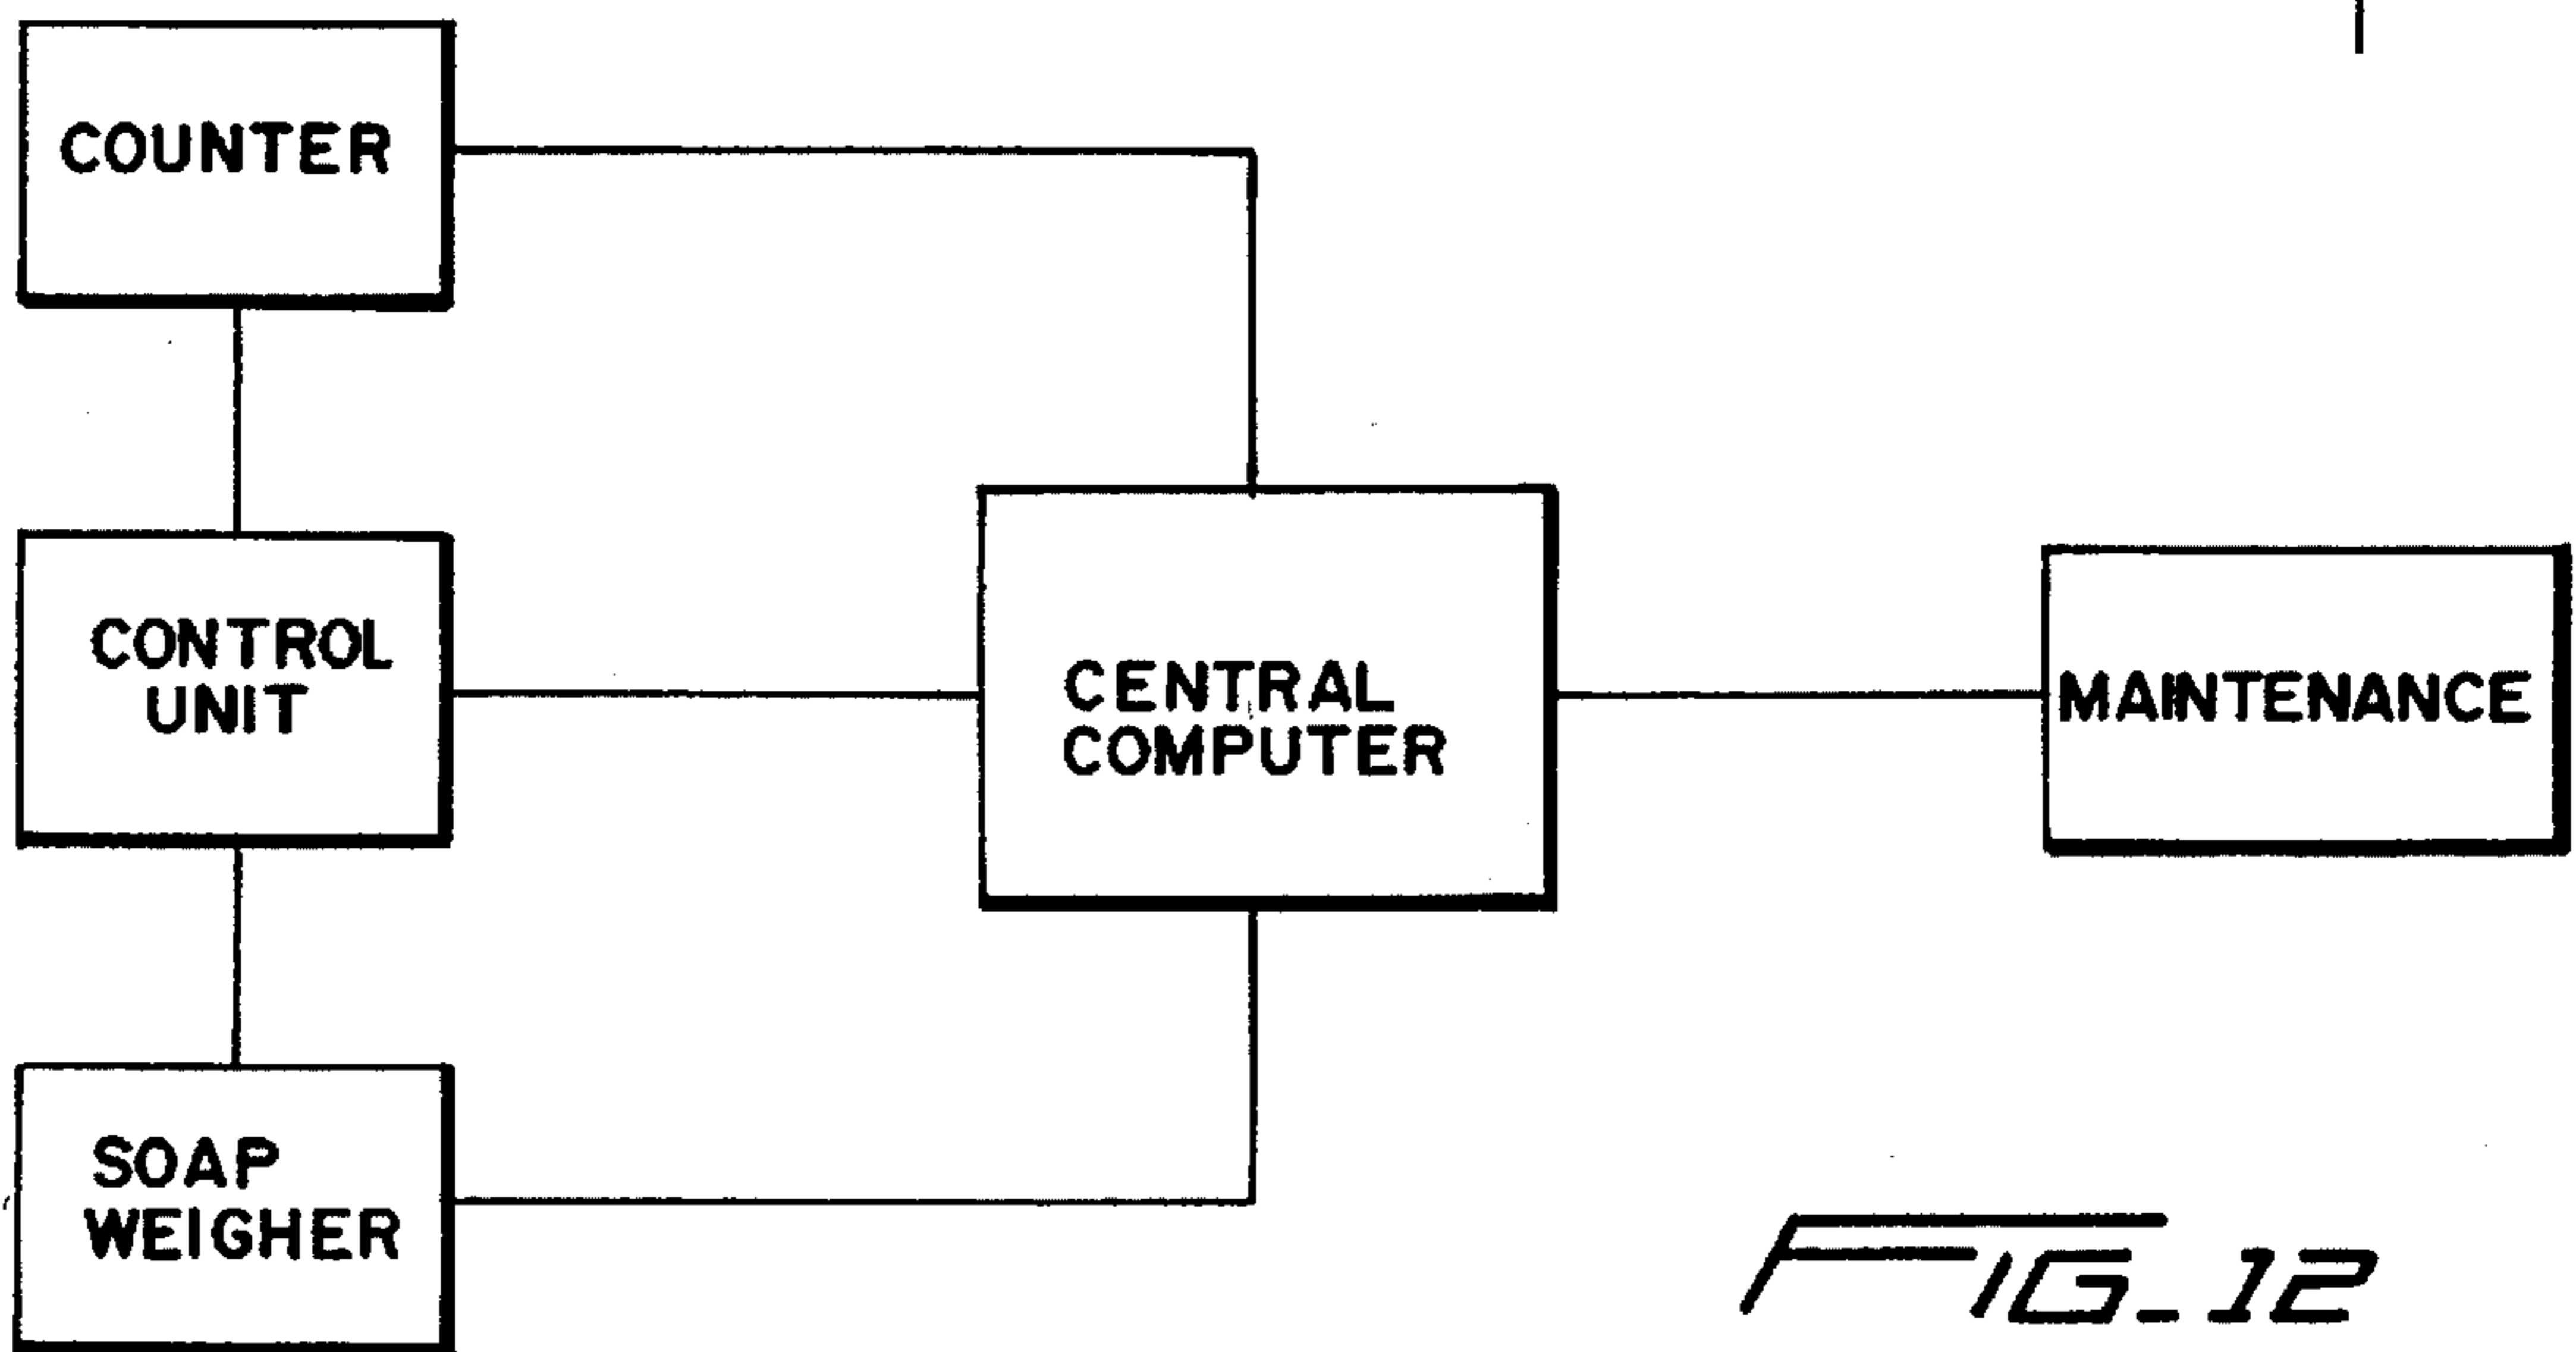 COUNTER
CONTROL
UNIT
CENTRAL
COMPUTER
MAINTENANCE
SOAP
WEIGHER
FIG_12